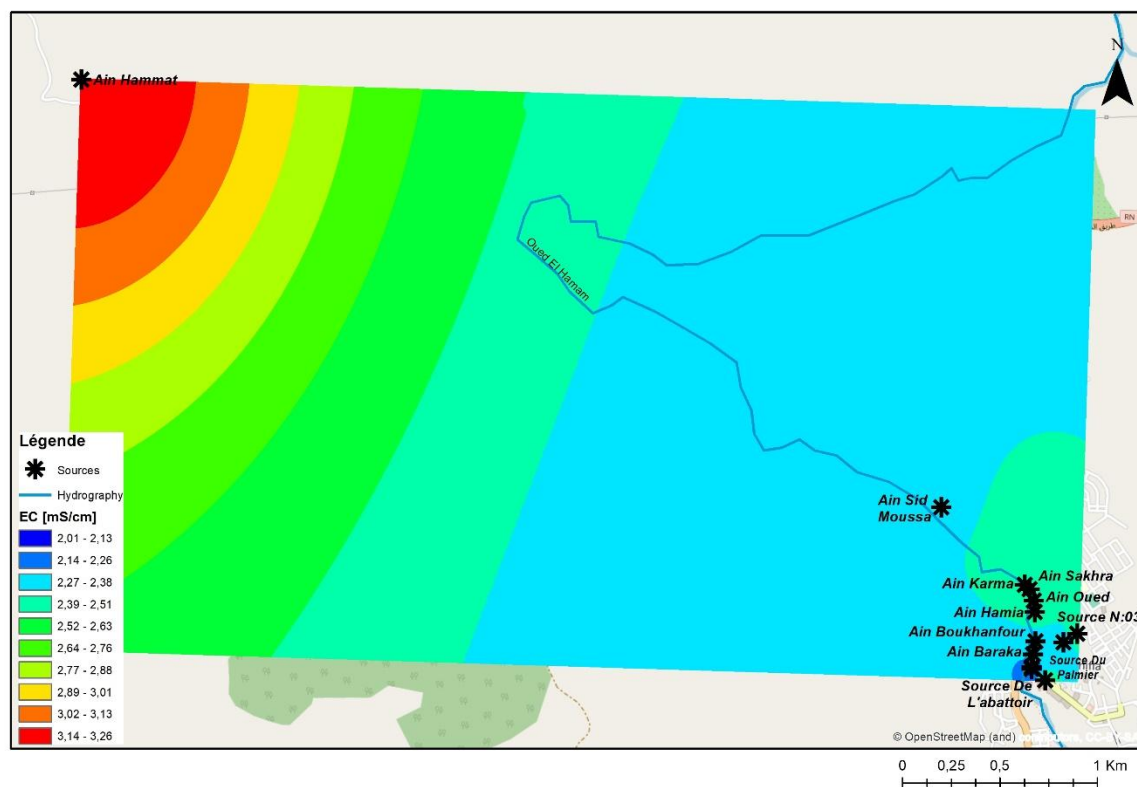 N
Ain Hammat
RN
Oued El Hamam
Ain Sid
Moussa
Ain Karma
Ain Sakhra
Ain Oued
Ain Hamia
Source N:03
Ain Boukhanfour
Ain Baraka
Source Du
Palmier
Source De
L'abattoir
Légende
Sources
Hydrography
EC [mS/cm]
2,01 - 2,13
2,14 - 2,26
2,27 - 2,38
2,39 - 2,51
2,52 - 2,63
2,64 - 2,76
2,77 - 2,88
2,89 - 3,01
3,02 - 3,13
3,14 - 3,26
© OpenStreetMap (and) contributors, CC-BY-SA
0 0,25 0,5 1 Km